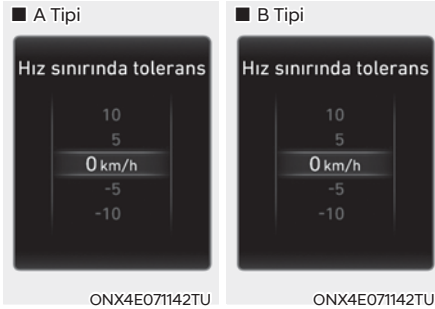 ■ A Tipi
Hız sınırında tolerans
10
5
0 km/h
-5
-10
ONX4E071142TU
■ B Tipi
Hız sınırında tolerans
10
5
0 km/h
-5
-10
ONX4E071142TU